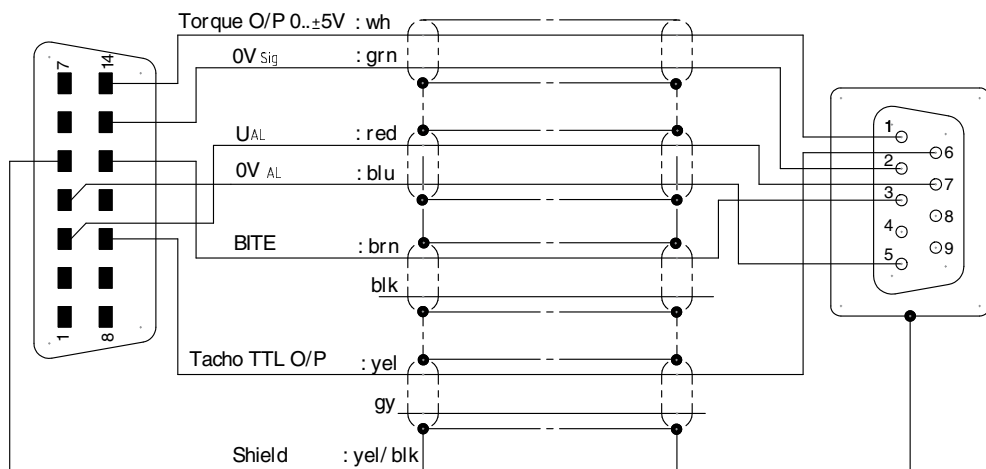 Torque O/P 0..±5V : wh
0V Sig : grn
UAL : red
0V AL : blu
BITE : brn
blk
Tacho TTL O/P : yel
gy
Shield : yel/ blk
7 14
1 8
1
6
2
7
3
8
4
9
5